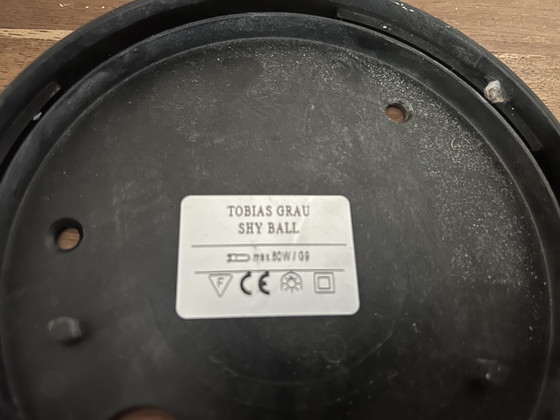 TOBIAS GRAU
SHY BALL
max.60W / G9
F CE